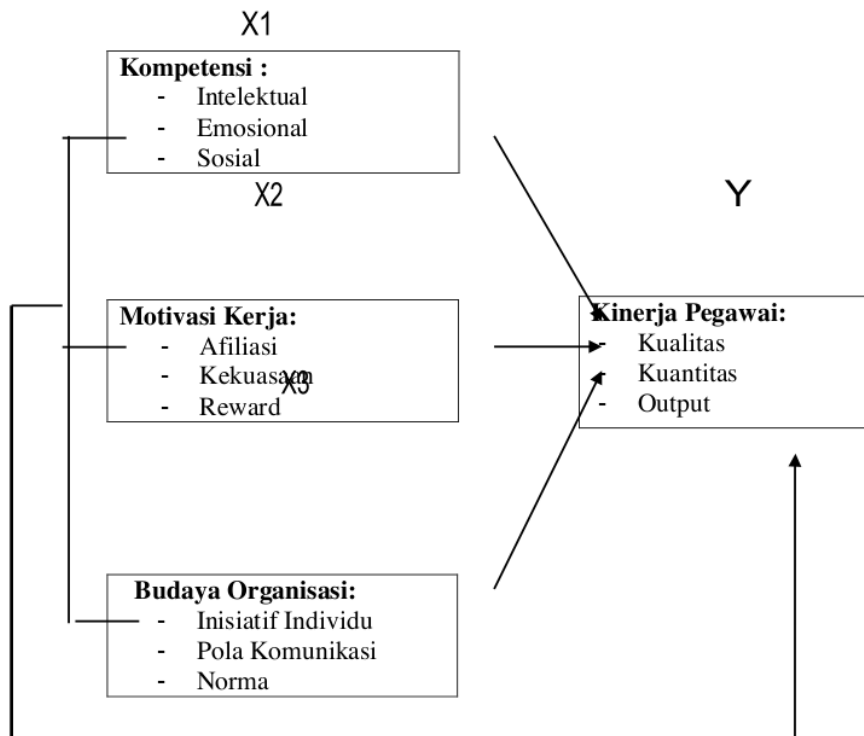 X1
Kompetensi :
- Intelektual
- Emosional
- Sosial
X2
Y
Motivasi Kerja:
- Afiliasi
- Kekuasaan
X3
- Reward
Kinerja Pegawai:
- Kualitas
- Kuantitas
- Output
Budaya Organisasi:
- Inisiatif Individu
- Pola Komunikasi
- Norma